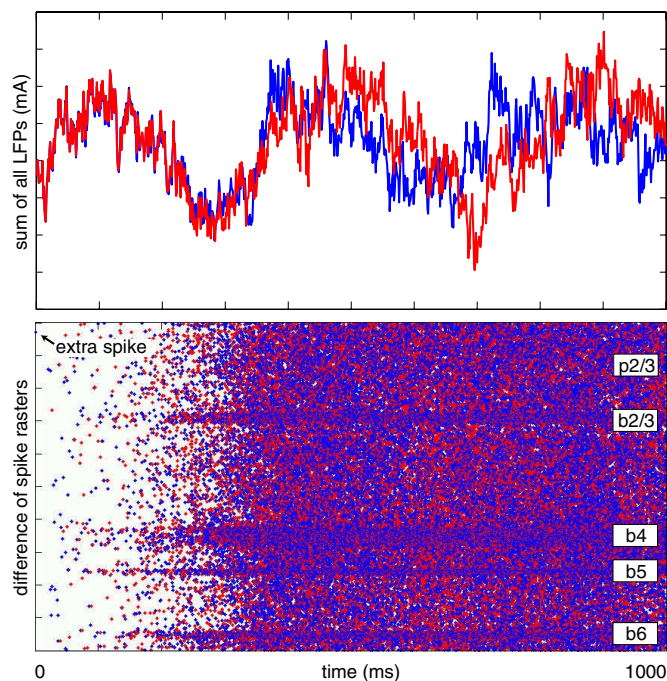 sum of all LFPs (mA)
difference of spike rasters
extra spike
p2/3
b2/3
b4
b5
b6
0
time (ms)
1000